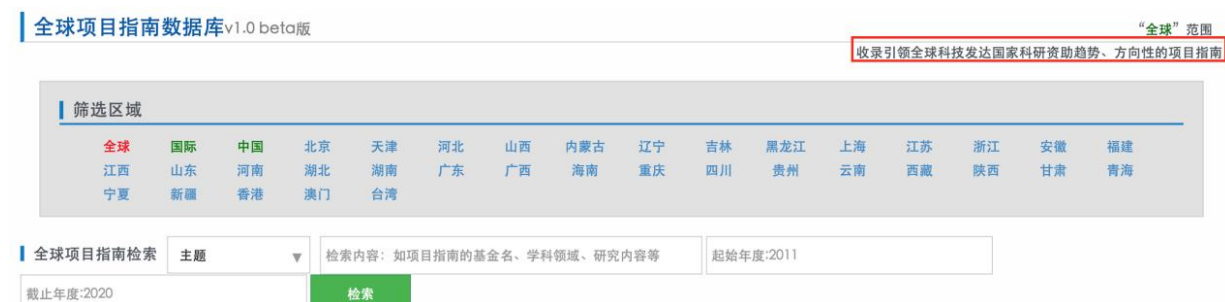 全球项目指南数据库v1.0 beta版
“全球”范围
收录引领全球科技发达国家科研资助趋势、方向性的项目指南
筛选区域
全球 国际 中国 北京 天津 河北 山西 内蒙古 辽宁 吉林 黑龙江 上海 江苏 浙江 安徽 福建
江西 山东 河南 湖北 湖南 广东 广西 海南 重庆 四川 贵州 云南 西藏 陕西 甘肃 青海
宁夏 新疆 香港 澳门 台湾
全球项目指南检索 主题 ▼ 检索内容：如项目指南的基金名、学科领域、研究内容等 起始年度:2011
截止年度:2020 检索